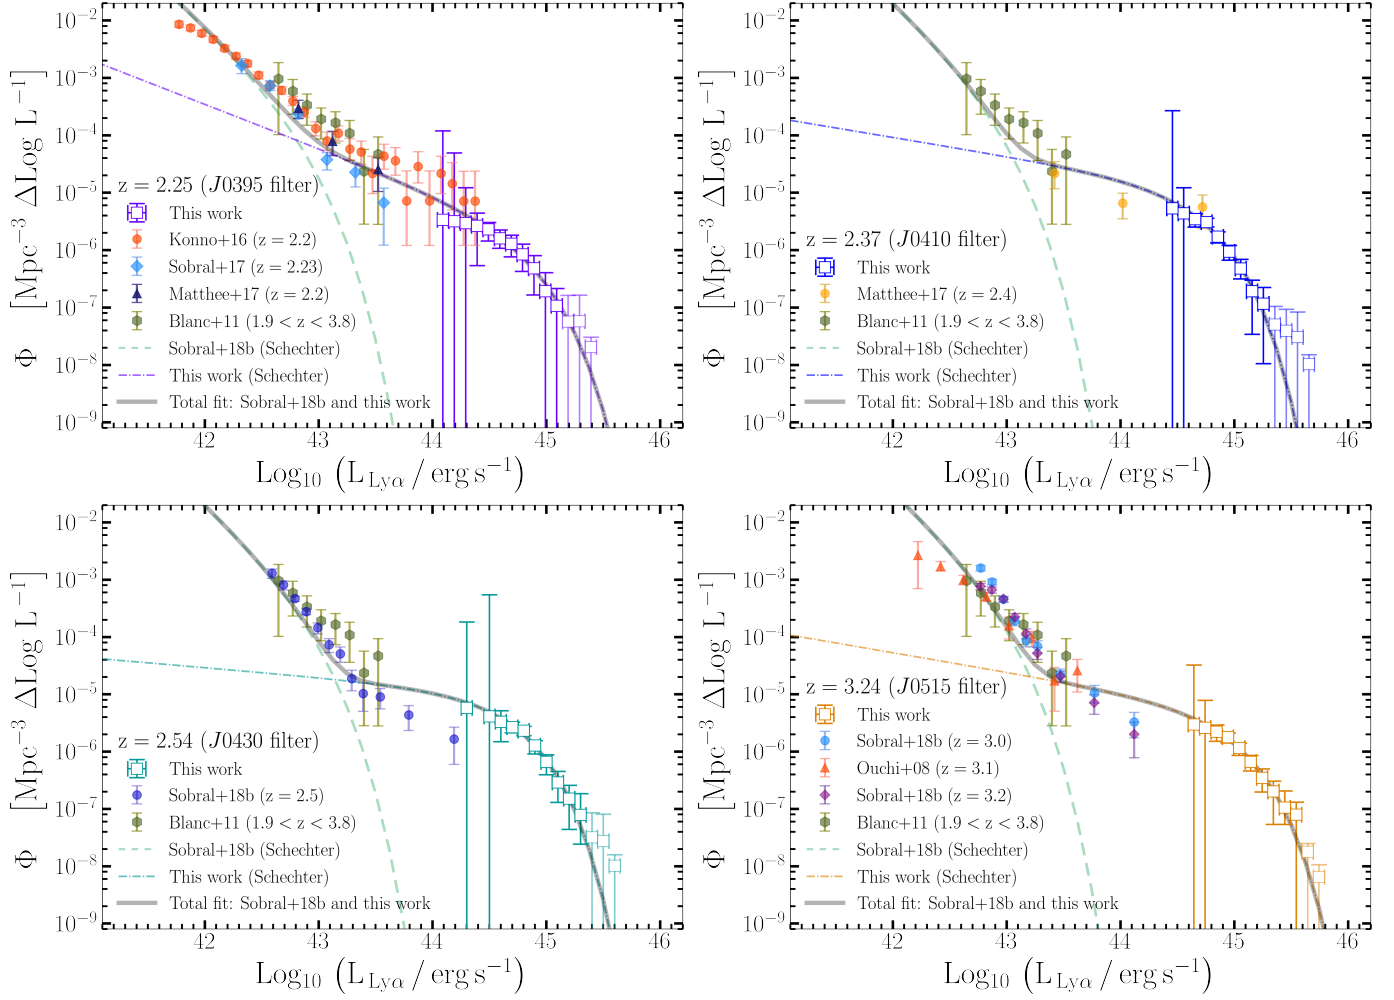 10⁻²
10⁻³
10⁻⁴
10⁻⁵
10⁻⁶
10⁻⁷
10⁻⁸
10⁻⁹
Φ [Mpc⁻³ ΔLog L⁻¹]
z = 2.25 (J0395 filter)
This work
Konno+16 (z = 2.2)
Sobral+17 (z = 2.23)
Matthee+17 (z = 2.2)
Blanc+11 (1.9 < z < 3.8)
Sobral+18b (Schechter)
This work (Schechter)
Total fit: Sobral+18b and this work
42 43 44 45 46
Log₁₀ (L Lyα / erg s⁻¹)
10⁻²
10⁻³
10⁻⁴
10⁻⁵
10⁻⁶
10⁻⁷
10⁻⁸
10⁻⁹
Φ [Mpc⁻³ ΔLog L⁻¹]
z = 2.37 (J0410 filter)
This work
Matthee+17 (z = 2.4)
Blanc+11 (1.9 < z < 3.8)
Sobral+18b (Schechter)
This work (Schechter)
Total fit: Sobral+18b and this work
42 43 44 45 46
Log₁₀ (L Lyα / erg s⁻¹)
10⁻²
10⁻³
10⁻⁴
10⁻⁵
10⁻⁶
10⁻⁷
10⁻⁸
10⁻⁹
Φ [Mpc⁻³ ΔLog L⁻¹]
z = 2.54 (J0430 filter)
This work
Sobral+18b (z = 2.5)
Blanc+11 (1.9 < z < 3.8)
Sobral+18b (Schechter)
This work (Schechter)
Total fit: Sobral+18b and this work
42 43 44 45 46
Log₁₀ (L Lyα / erg s⁻¹)
10⁻²
10⁻³
10⁻⁴
10⁻⁵
10⁻⁶
10⁻⁷
10⁻⁸
10⁻⁹
Φ [Mpc⁻³ ΔLog L⁻¹]
z = 3.24 (J0515 filter)
This work
Sobral+18b (z = 3.0)
Ouchi+08 (z = 3.1)
Sobral+18b (z = 3.2)
Blanc+11 (1.9 < z < 3.8)
Sobral+18b (Schechter)
This work (Schechter)
Total fit: Sobral+18b and this work
42 43 44 45 46
Log₁₀ (L Lyα / erg s⁻¹)